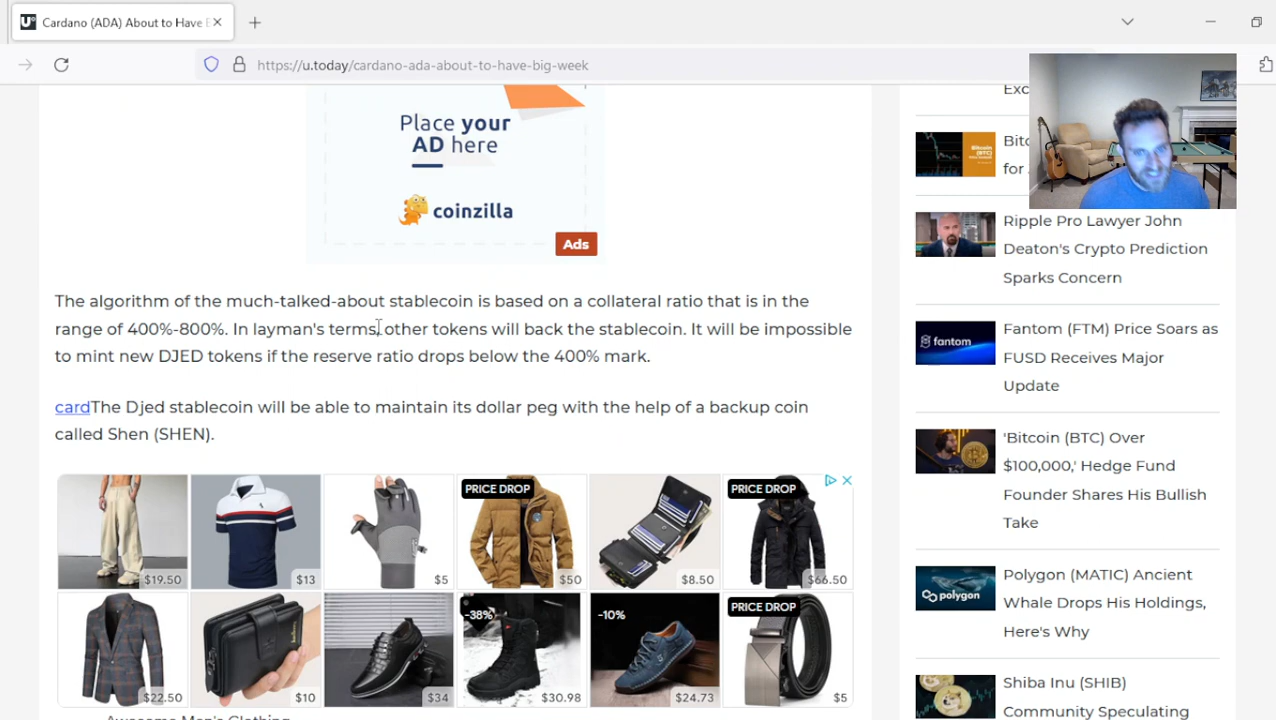 Cardano (ADA) About to Have
https://u.today/cardano-ada-about-to-have-big-week
Place your
AD here
coinzilla
Ads
The algorithm of the much-talked-about stablecoin is based on a collateral ratio that is in the
range of 400%-800%. In layman's terms, other tokens will back the stablecoin. It will be impossible
to mint new DJED tokens if the reserve ratio drops below the 400% mark.
cardThe Djed stablecoin will be able to maintain its dollar peg with the help of a backup coin
called Shen (SHEN).
PRICE DROP
PRICE DROP
$19.50
$13
$5
$50
$8.50
$66.50
-38%
-10%
PRICE DROP
$22.50
$10
$34
$30.98
$24.73
$5
Awesome Men's Clothing
Exc
Bitc
for
Bitcoin
(BTC)
Ripple Pro Lawyer John
Deaton's Crypto Prediction
Sparks Concern
fantom
Fantom (FTM) Price Soars as
FUSD Receives Major
Update
'Bitcoin (BTC) Over
$100,000,' Hedge Fund
Founder Shares His Bullish
Take
polygon
Polygon (MATIC) Ancient
Whale Drops His Holdings,
Here's Why
Shiba Inu (SHIB)
Community Speculating